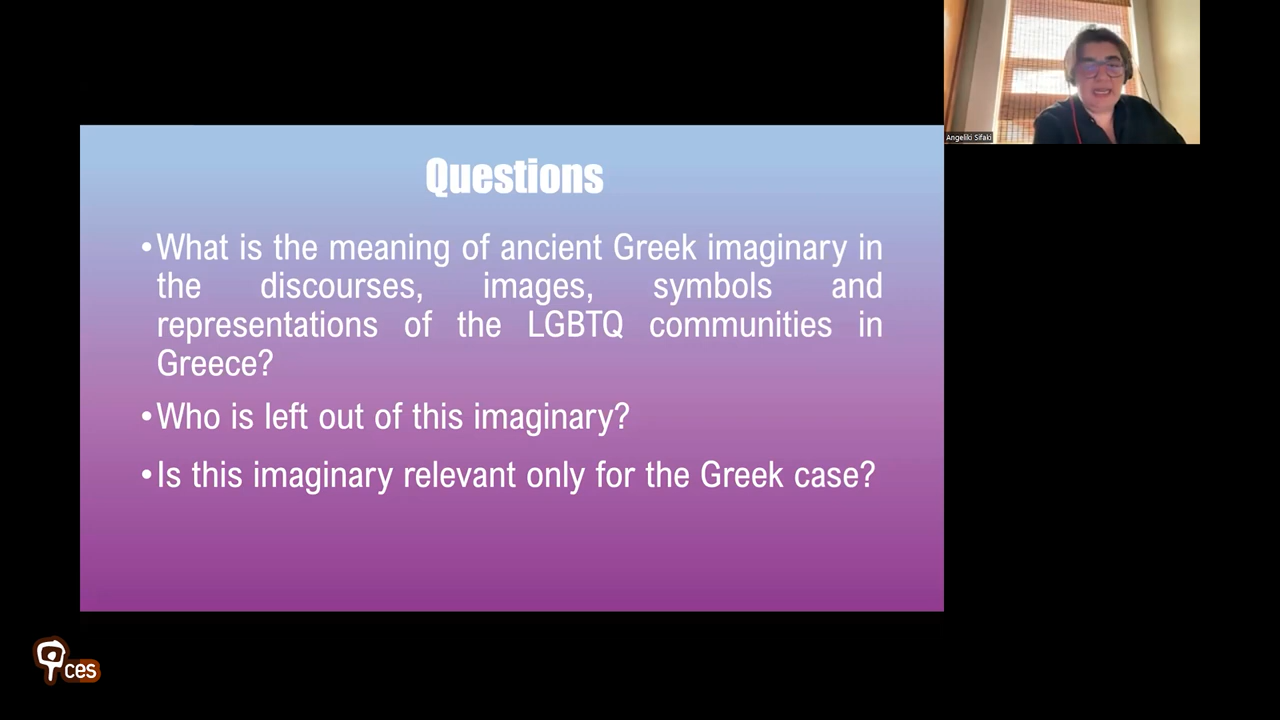 Angeliki Sifaki
Questions
•What is the meaning of ancient Greek imaginary in
the discourses, images, symbols and
representations of the LGBTQ communities in
Greece?
•Who is left out of this imaginary?
•Is this imaginary relevant only for the Greek case?
ces